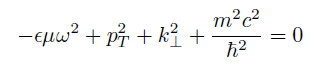 −ϵμω² + p_T² + k_⊥² + m²c²/ℏ² = 0